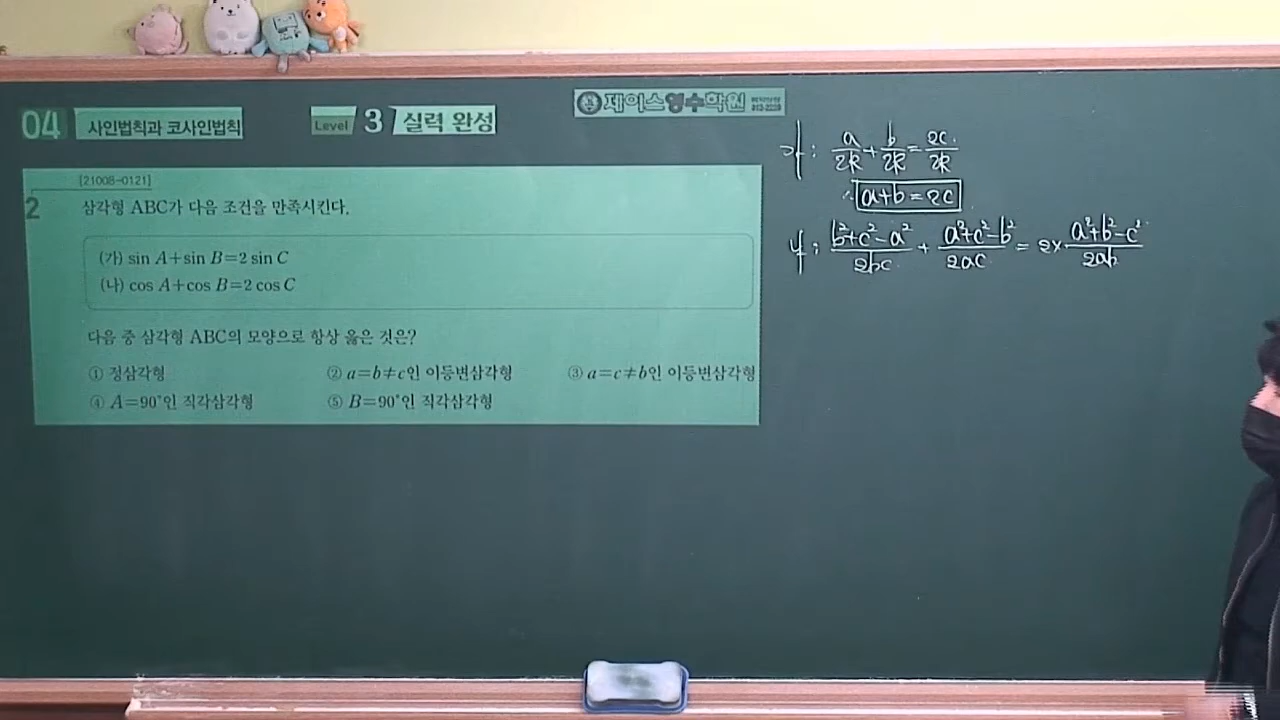 04 사인법칙과 코사인법칙 Level 3 실력 완성
제이스영수학원
[21008-0121]
2 삼각형 ABC가 다음 조건을 만족시킨다.
(가) sin A+sin B=2 sin C
(나) cos A+cos B=2 cos C
다음 중 삼각형 ABC의 모양으로 항상 옳은 것은?
① 정삼각형 ② a=b≠c인 이등변삼각형 ③ a=c≠b인 이등변삼각형
④ A=90°인 직각삼각형 ⑤ B=90°인 직각삼각형
가: a/2R + b/2R = 2c/2R
∴ a+b=2c
나: (b²+c²-a²)/2bc + (a²+c²-b²)/2ac = 2× (a²+b²-c²)/2ab